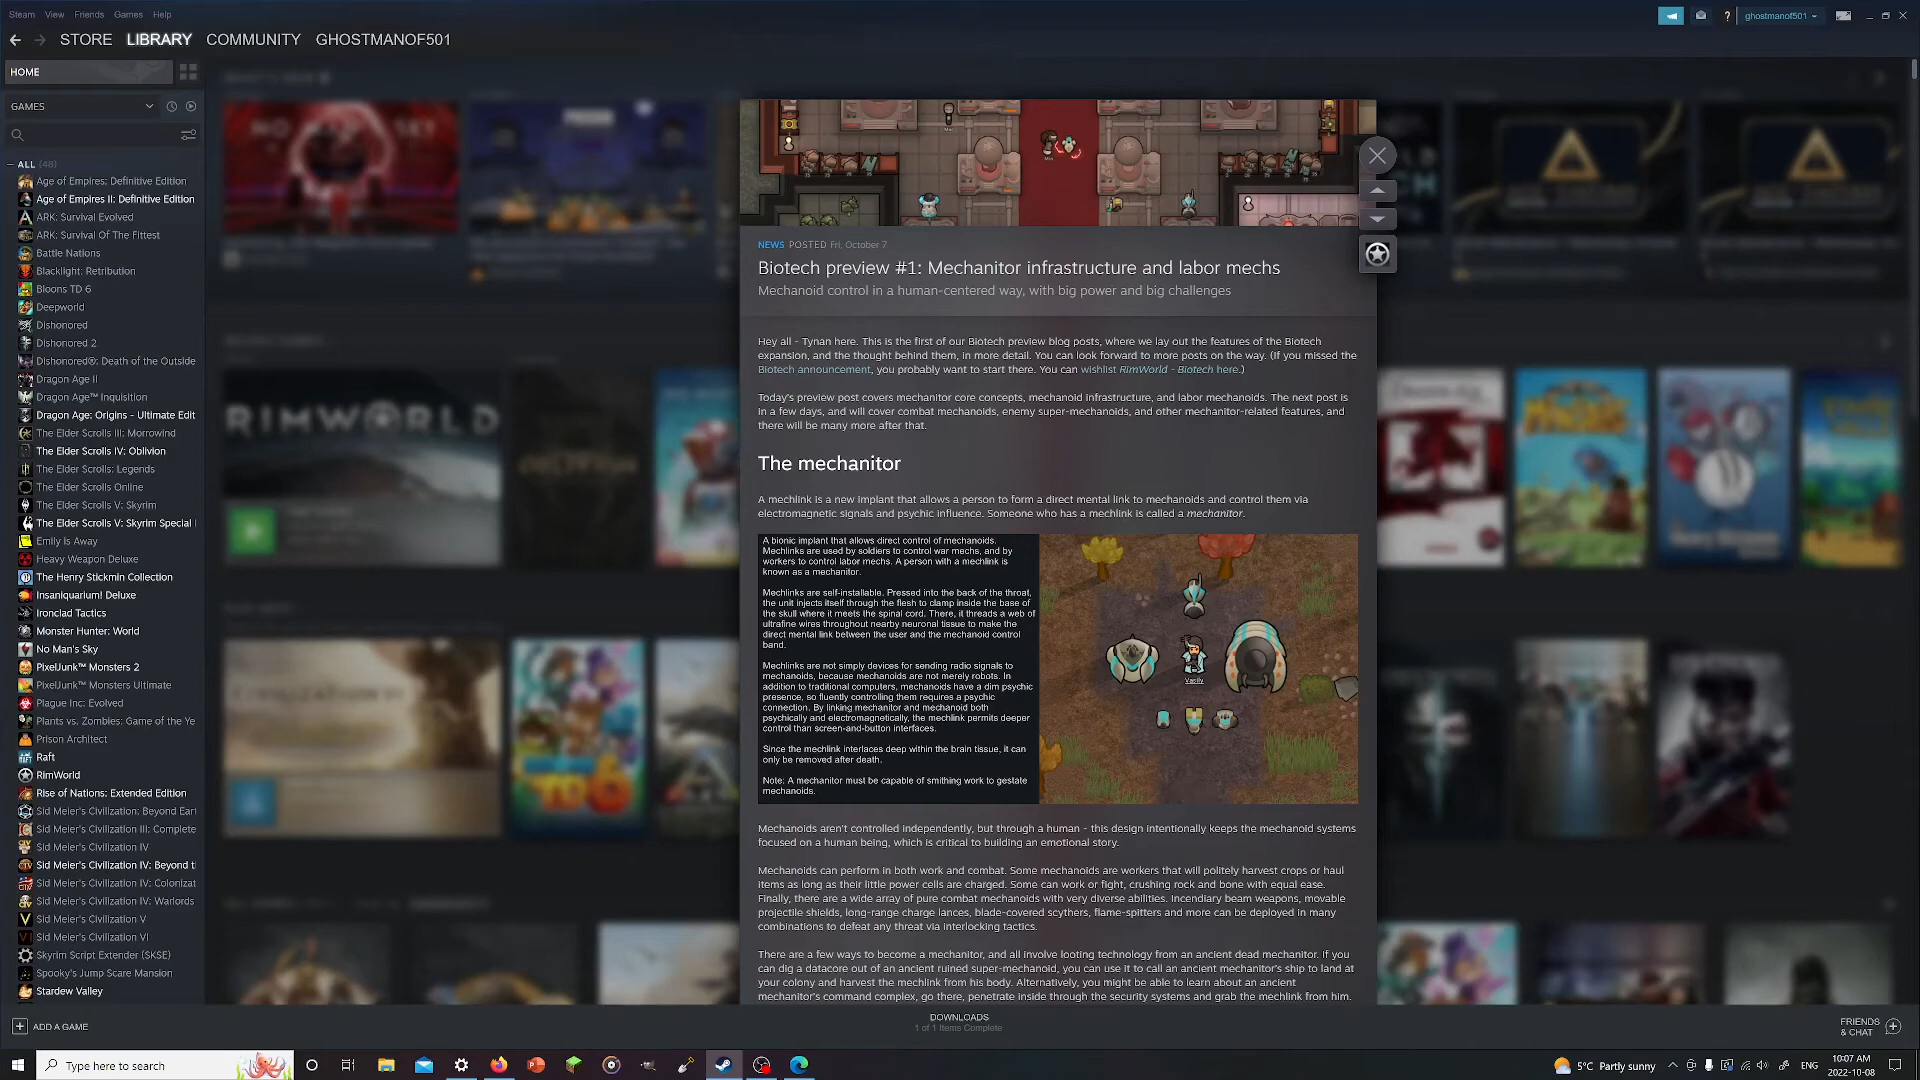 Steam View Friends Games Help
ghostmanof501
STORE LIBRARY COMMUNITY GHOSTMANOF501
HOME
GAMES
ALL (48)
Age of Empires: Definitive Edition
Age of Empires II: Definitive Edition
ARK: Survival Evolved
ARK: Survival Of The Fittest
Battle Nations
Blacklight: Retribution
Bloons TD 6
Deepworld
Dishonored
Dishonored 2
Dishonored®: Death of the Outside
Dragon Age II
Dragon Age™ Inquisition
Dragon Age: Origins - Ultimate Edit
The Elder Scrolls III: Morrowind
The Elder Scrolls IV: Oblivion
The Elder Scrolls: Legends
The Elder Scrolls Online
The Elder Scrolls V: Skyrim
The Elder Scrolls V: Skyrim Special
Emily is Away
Heavy Weapon Deluxe
The Henry Stickmin Collection
Insaniquarium! Deluxe
Ironclad Tactics
Monster Hunter: World
No Man's Sky
PixelJunk™ Monsters 2
PixelJunk™ Monsters Ultimate
Plague Inc: Evolved
Plants vs. Zombies: Game of the Ye
Prison Architect
Raft
RimWorld
Rise of Nations: Extended Edition
Sid Meier's Civilization: Beyond Eart
Sid Meier's Civilization III: Complete
Sid Meier's Civilization IV
Sid Meier's Civilization IV: Beyond t
Sid Meier's Civilization IV: Colonizat
Sid Meier's Civilization IV: Warlords
Sid Meier's Civilization V
Sid Meier's Civilization VI
Skyrim Script Extender (SKSE)
Spooky's Jump Scare Mansion
Stardew Valley
ADD A GAME
RIMWORLD
NEWS POSTED Fri, October 7
Biotech preview #1: Mechanitor infrastructure and labor mechs
Mechanoid control in a human-centered way, with big power and big challenges
Hey all - Tynan here. This is the first of our Biotech preview blog posts, where we lay out the features of the Biotech
expansion, and the thought behind them, in more detail. You can look forward to more posts on the way. (If you missed the
Biotech announcement, you probably want to start there. You can wishlist RimWorld - Biotech here.)
Today's preview post covers mechanitor core concepts, mechanoid infrastructure, and labor mechanoids. The next post is
in a few days, and will cover combat mechanoids, enemy super-mechanoids, and other mechanitor-related features, and
there will be many more after that.
The mechanitor
A mechlink is a new implant that allows a person to form a direct mental link to mechanoids and control them via
electromagnetic signals and psychic influence. Someone who has a mechlink is called a mechanitor.
A bionic implant that allows direct control of mechanoids.
Mechlinks are used by soldiers to control war mechs, and by
workers to control labor mechs. A person with a mechlink is
known as a mechanitor.
Mechlinks are self-installable. Pressed into the back of the throat,
the unit injects itself through the flesh to clamp inside the base of
the skull where it meets the spinal cord. There, it threads a web of
ultrafine wires throughout nearby neuronal tissue to make the
direct mental link between the user and the mechanoid control
band.
Mechlinks are not simply devices for sending radio signals to
mechanoids, because mechanoids are not merely robots. In
addition to traditional computers, mechanoids have a dim psychic
presence, so fluently controlling them requires a psychic
connection. By linking mechanitor and mechanoid both
psychically and electromagnetically, the mechlink permits deeper
control than screen-and-button interfaces.
Since the mechlink interlaces deep within the brain tissue, it can
only be removed after death.
Note: A mechanitor must be capable of smithing work to gestate
mechanoids.
Vasily
Mechanoids aren't controlled independently, but through a human - this design intentionally keeps the mechanoid systems
focused on a human being, which is critical to building an emotional story.
Mechanoids can perform in both work and combat. Some mechanoids are workers that will politely harvest crops or haul
items as long as their little power cells are charged. Some can work or fight, crushing rock and bone with equal ease.
Finally, there are a wide array of pure combat mechanoids with very diverse abilities. Incendiary beam weapons, movable
projectile shields, long-range charge lances, blade-covered scythers, flame-spitters and more can be deployed in many
combinations to defeat any threat via interlocking tactics.
There are a few ways to become a mechanitor, and all involve looting technology from an ancient dead mechanitor. If you
can dig a datacore out of an ancient ruined super-mechanoid, you can use it to call an ancient mechanitor's ship to land at
your colony and harvest the mechlink from his body. Alternatively, you might be able to learn about an ancient
mechanitor's command complex, go there, penetrate inside through the security systems and grab the mechlink from him.
DOWNLOADS
1 of 1 Items Complete
FRIENDS
& CHAT
Type here to search
5°C Partly sunny
ENG
10:07 AM
2022-10-08